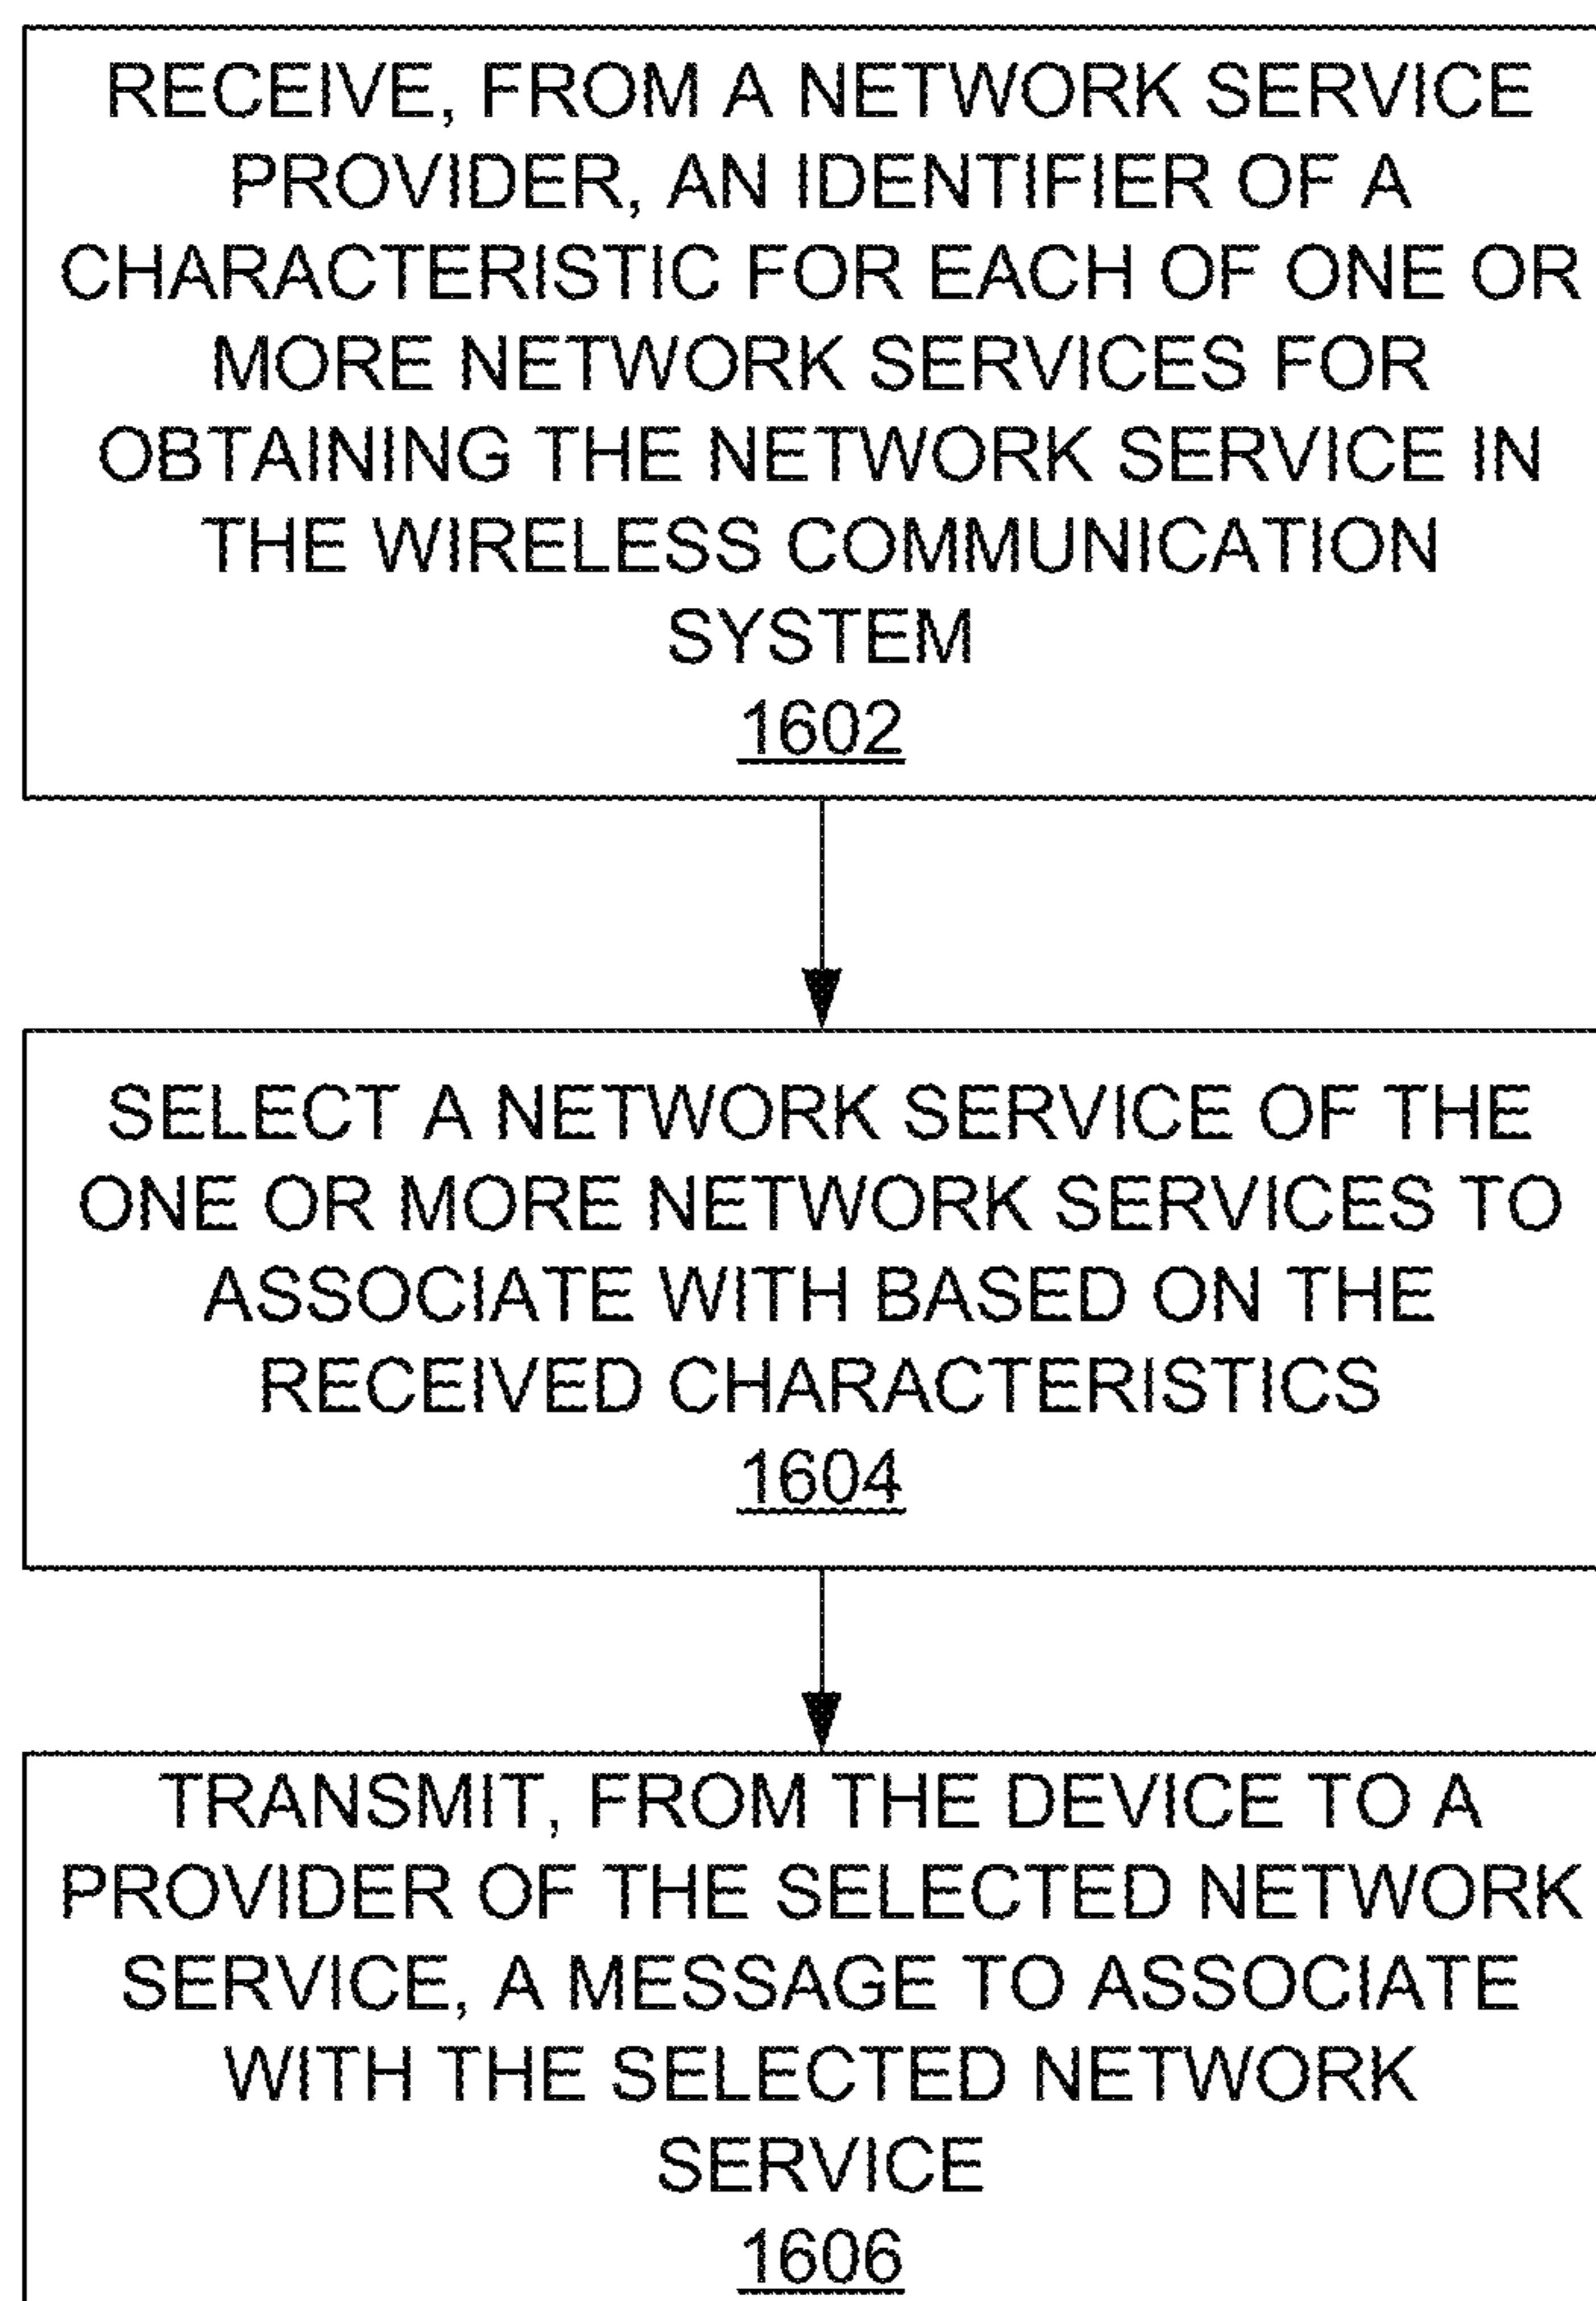 RECEIVE, FROM A NETWORK SERVICE
PROVIDER, AN IDENTIFIER OF A
CHARACTERISTIC FOR EACH OF ONE OR
MORE NETWORK SERVICES FOR
OBTAINING THE NETWORK SERVICE IN
THE WIRELESS COMMUNICATION
SYSTEM
1602
SELECT A NETWORK SERVICE OF THE
ONE OR MORE NETWORK SERVICES TO
ASSOCIATE WITH BASED ON THE
RECEIVED CHARACTERISTICS
1604
TRANSMIT, FROM THE DEVICE TO A
PROVIDER OF THE SELECTED NETWORK
SERVICE, A MESSAGE TO ASSOCIATE
WITH THE SELECTED NETWORK
SERVICE
1606